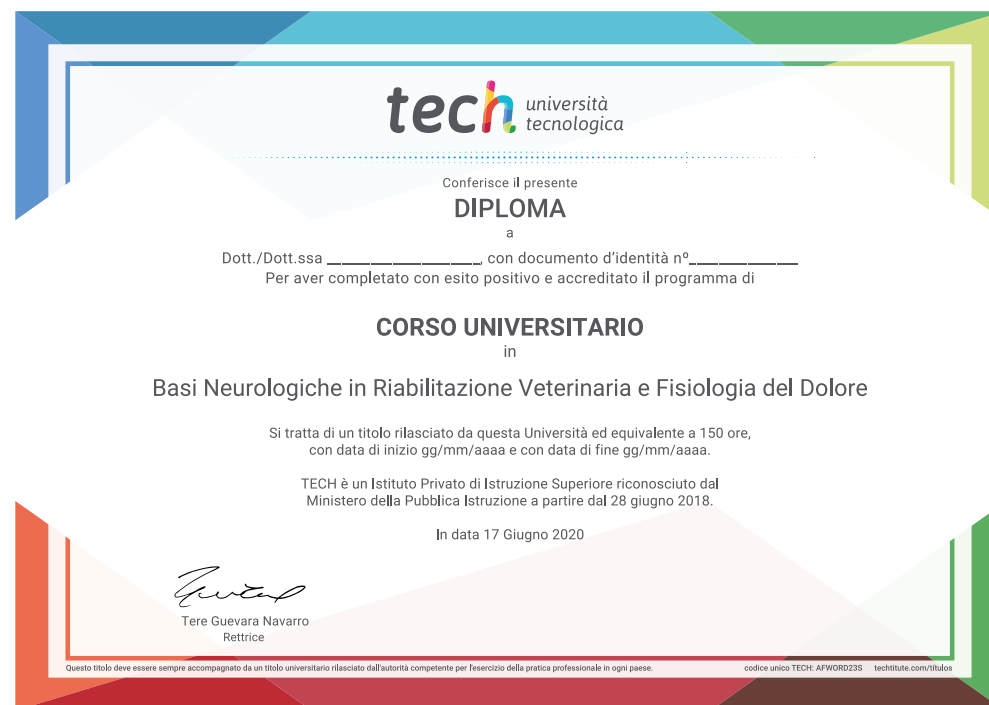 tech università
tecnologica
Conferisce il presente
DIPLOMA
a
Dott./Dott.ssa ____________________, con documento d'identità nº______________
Per aver completato con esito positivo e accreditato il programma di
CORSO UNIVERSITARIO
in
Basi Neurologiche in Riabilitazione Veterinaria e Fisiologia del Dolore
Si tratta di un titolo rilasciato da questa Università ed equivalente a 150 ore,
con data di inizio gg/mm/aaaa e con data di fine gg/mm/aaaa.
TECH è un Istituto Privato di Istruzione Superiore riconosciuto dal
Ministero della Pubblica Istruzione a partire dal 28 giugno 2018.
In data 17 Giugno 2020
Tere Guevara Navarro
Rettrice
Questo titolo deve essere sempre accompagnato da un titolo universitario rilasciato dall'autorità competente per l'esercizio della pratica professionale in ogni paese. codice unico TECH: AFWORD23S techtitute.com/títulos